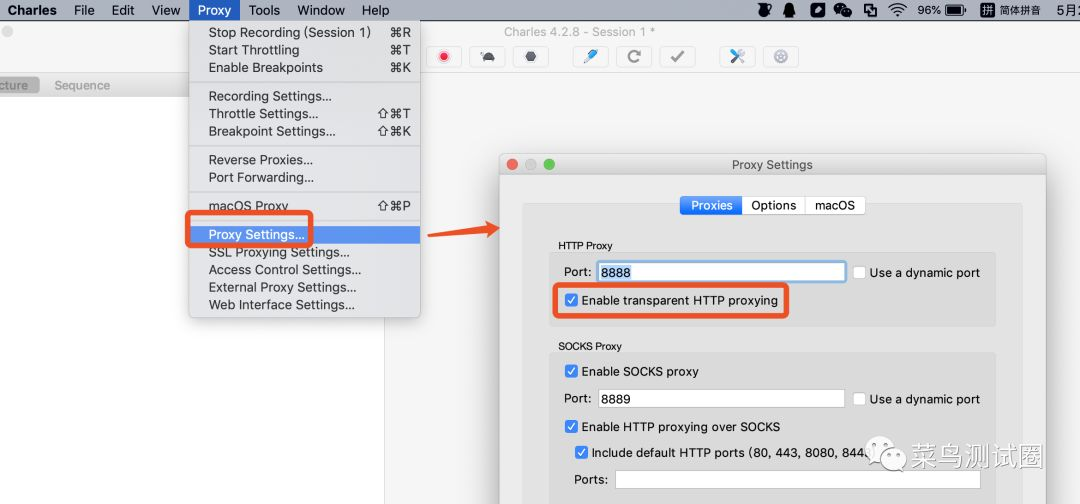 Charles File Edit View Proxy Tools Window Help 96% 拼 简体拼音
Stop Recording (Session 1) ⌘R
Charles 4.2.8 - Session 1 *
Start Throttling ⌘T
Enable Breakpoints ⌘K
cture Sequence
Recording Settings...
Throttle Settings... ⇧⌘T
Breakpoint Settings... ⇧⌘K
Reverse Proxies...
Port Forwarding...
macOS Proxy ⇧⌘P
Proxy Settings...
SSL Proxying Settings...
Access Control Settings...
External Proxy Settings...
Web Interface Settings...
Proxy Settings
Proxies Options macOS
HTTP Proxy
Port: 8888 Use a dynamic port
Enable transparent HTTP proxying
SOCKS Proxy
Enable SOCKS proxy
Port: 8889 Use a dynamic port
Enable HTTP proxying over SOCKS
Include default HTTP ports (80, 443, 8080,
Ports:
菜鸟测试圈